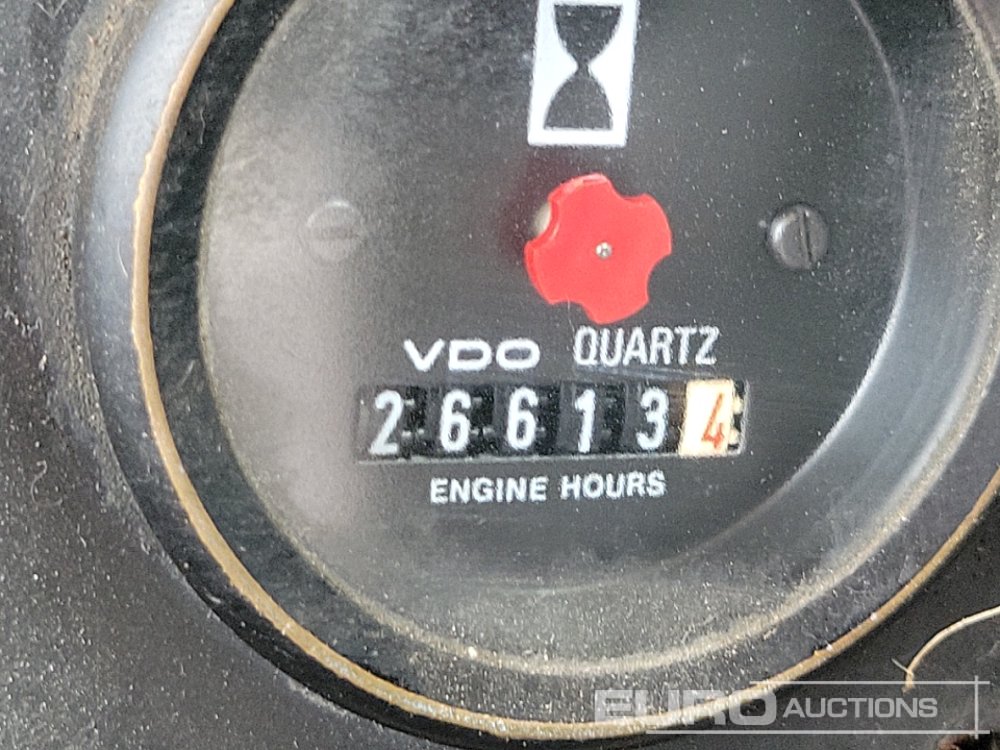 VDO QUARTZ
266134
ENGINE HOURS
EURO AUCTIONS